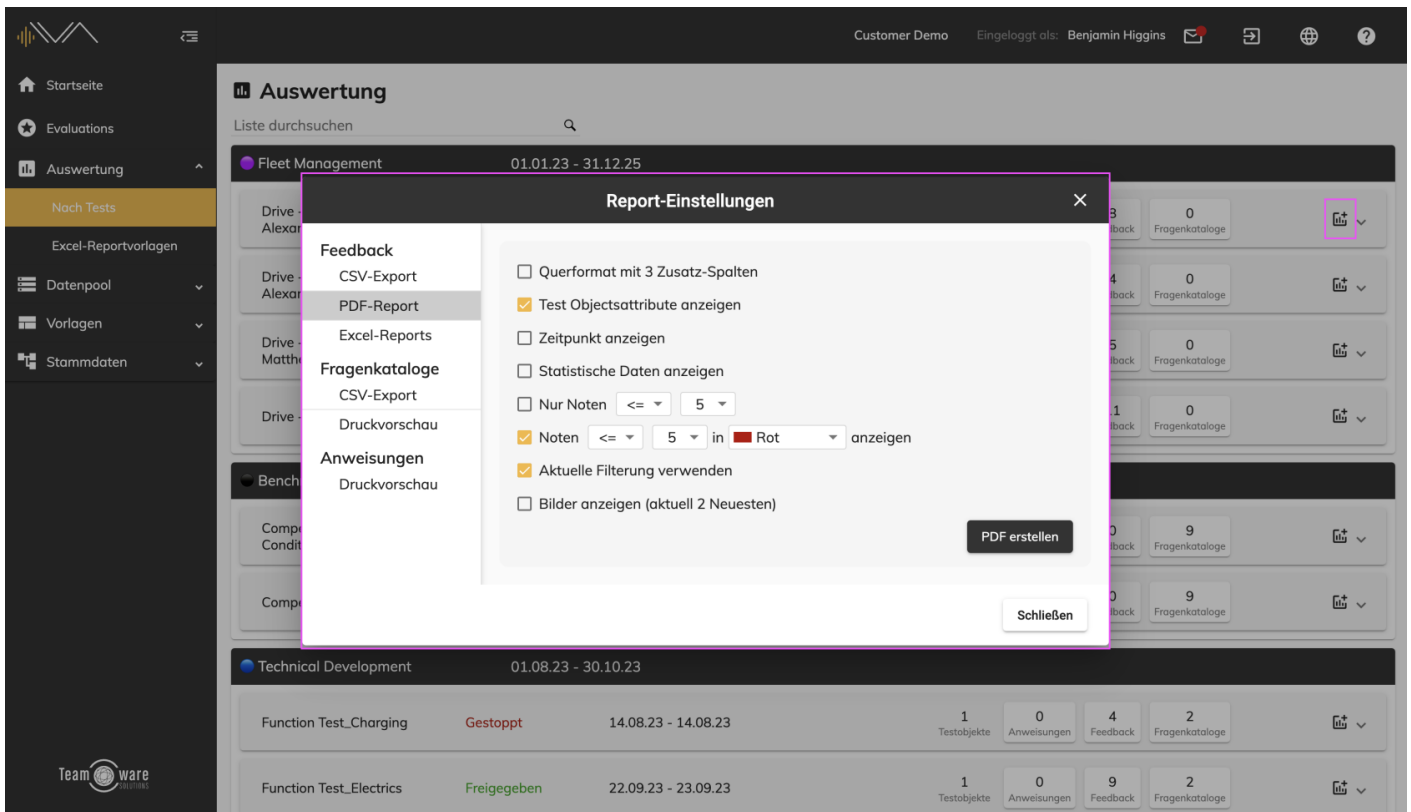 Customer Demo Eingeloggt als: Benjamin Higgins
Startseite
Evaluations
Auswertung
Nach Tests
Excel-Reportvorlagen
Datenpool
Vorlagen
Stammdaten
Team ware
SOLUTIONS
Auswertung
Liste durchsuchen
Fleet Management 01.01.23 - 31.12.25
Drive - 0
Fragenkataloge
Drive - 0
Fragenkataloge
Drive - 0
Fragenkataloge
Drive - 0
Fragenkataloge
9
Fragenkataloge
9
Fragenkataloge
Report-Einstellungen
Feedback
CSV-Export
PDF-Report
Excel-Reports
Fragenkataloge
CSV-Export
Druckvorschau
Anweisungen
Druckvorschau
Querformat mit 3 Zusatz-Spalten
Test Objectsattribute anzeigen
Zeitpunkt anzeigen
Statistische Daten anzeigen
Nur Noten <= 5
Noten <= 5 in Rot anzeigen
Aktuelle Filterung verwenden
Bilder anzeigen (aktuell 2 Neuesten)
PDF erstellen
Schließen
Technical Development 01.08.23 - 30.10.23
Function Test_Charging Gestoppt 14.08.23 - 14.08.23 1 0 4 2
Testobjekte Anweisungen Feedback Fragenkataloge
Function Test_Electrics Freigegeben 22.09.23 - 23.09.23 1 0 9 2
Testobjekte Anweisungen Feedback Fragenkataloge